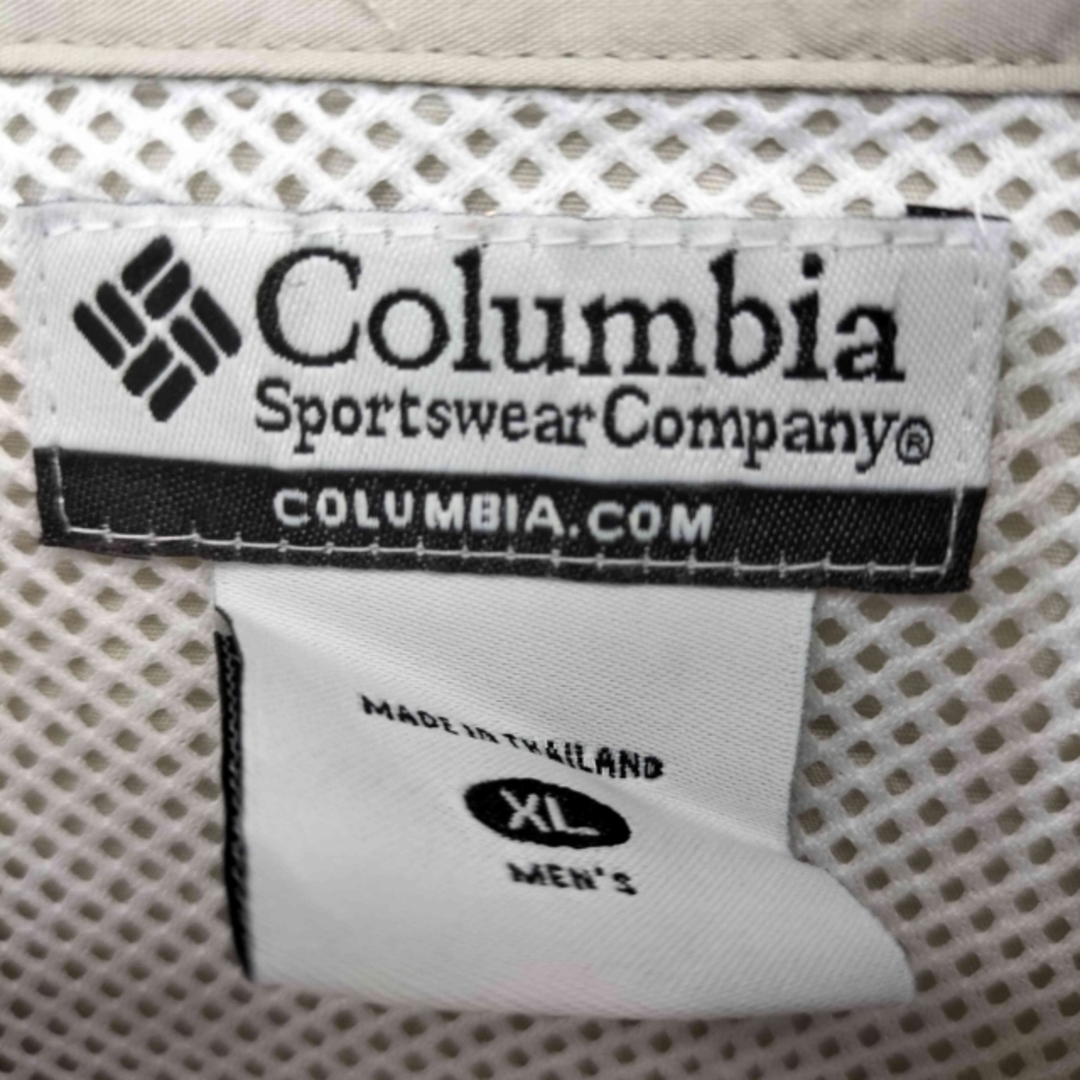 Columbia
Sportswear Company®
COLUMBIA.COM
MADE IN THAILAND
XL
MEN'S